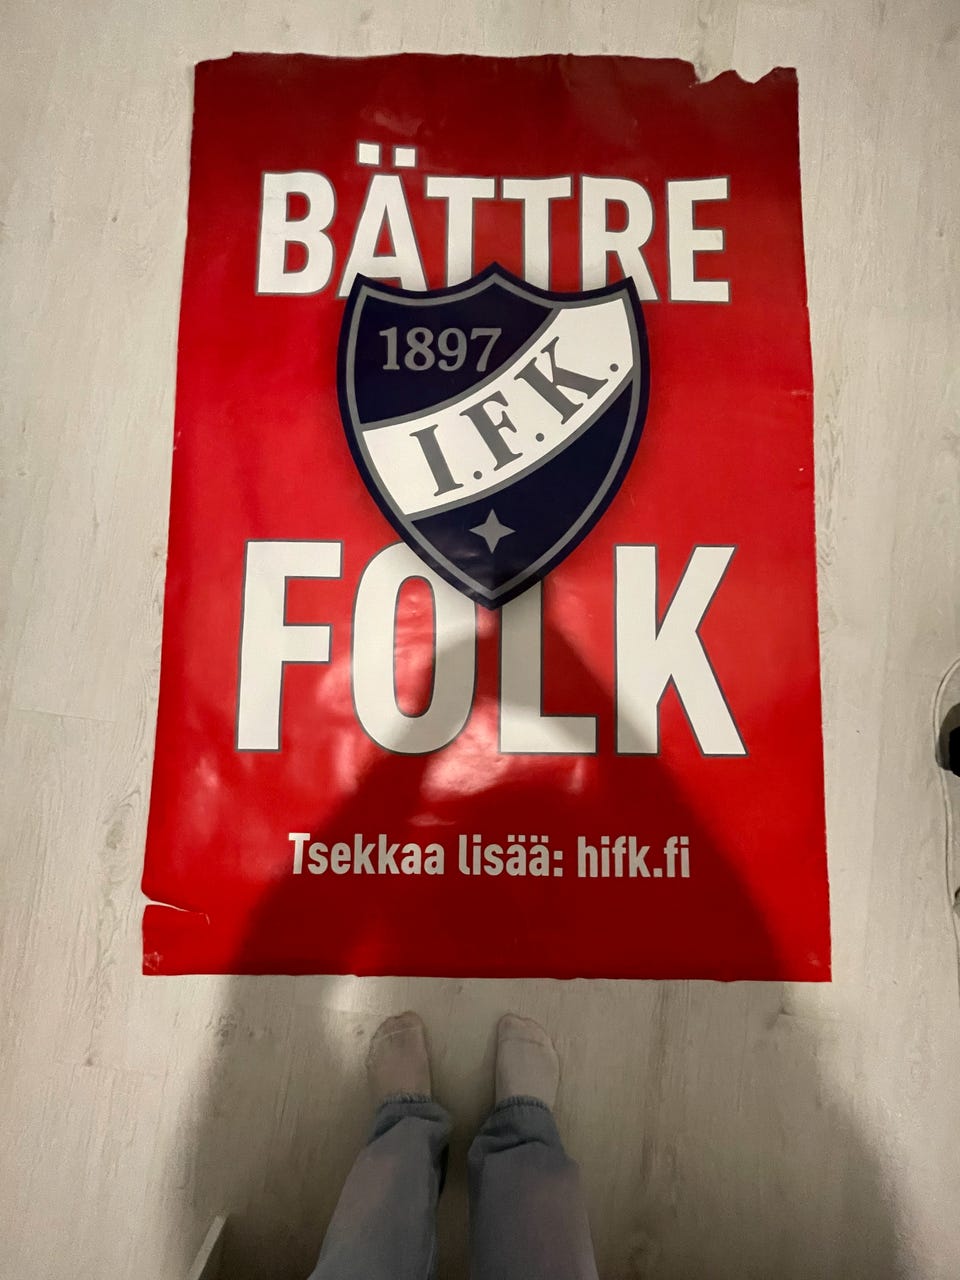 BÄTTRE
1897
I.F.K.
FOLK
Tsekkaa lisää: hifk.fi